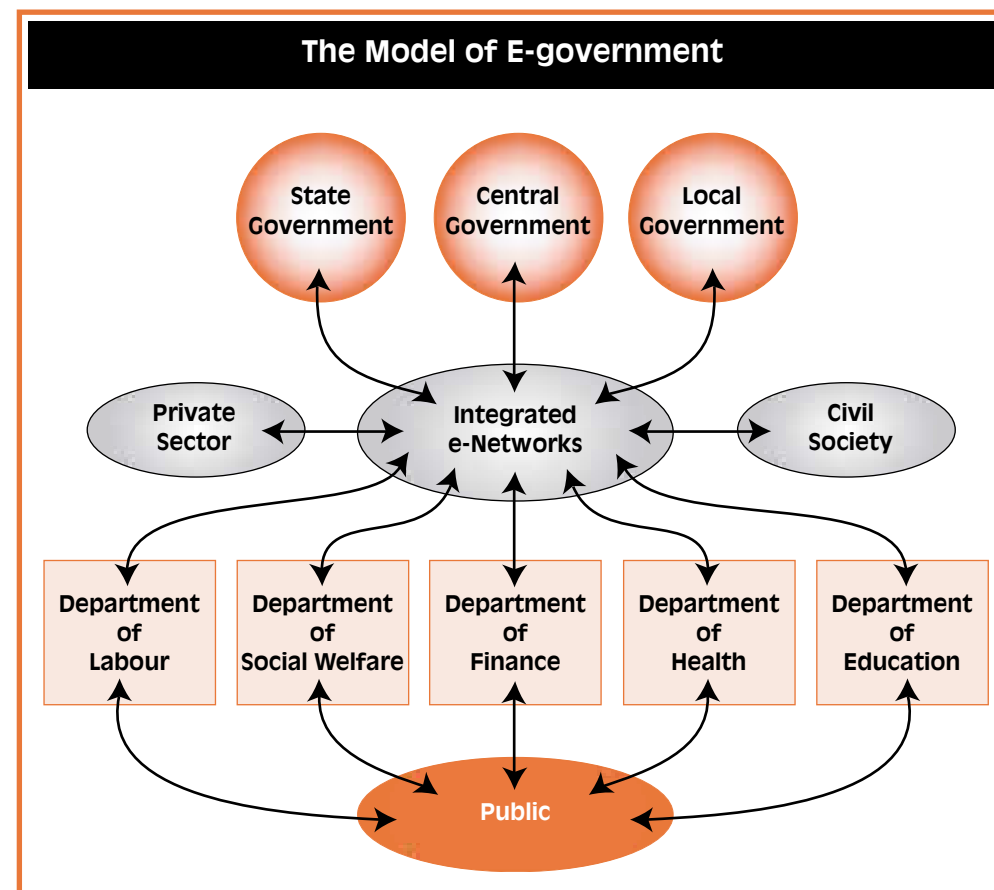 The Model of E-government
State
Government
Central
Government
Local
Government
Private
Sector
Integrated
e-Networks
Civil
Society
Department
of
Labour
Department
of
Social Welfare
Department
of
Finance
Department
of
Health
Department
of
Education
Public